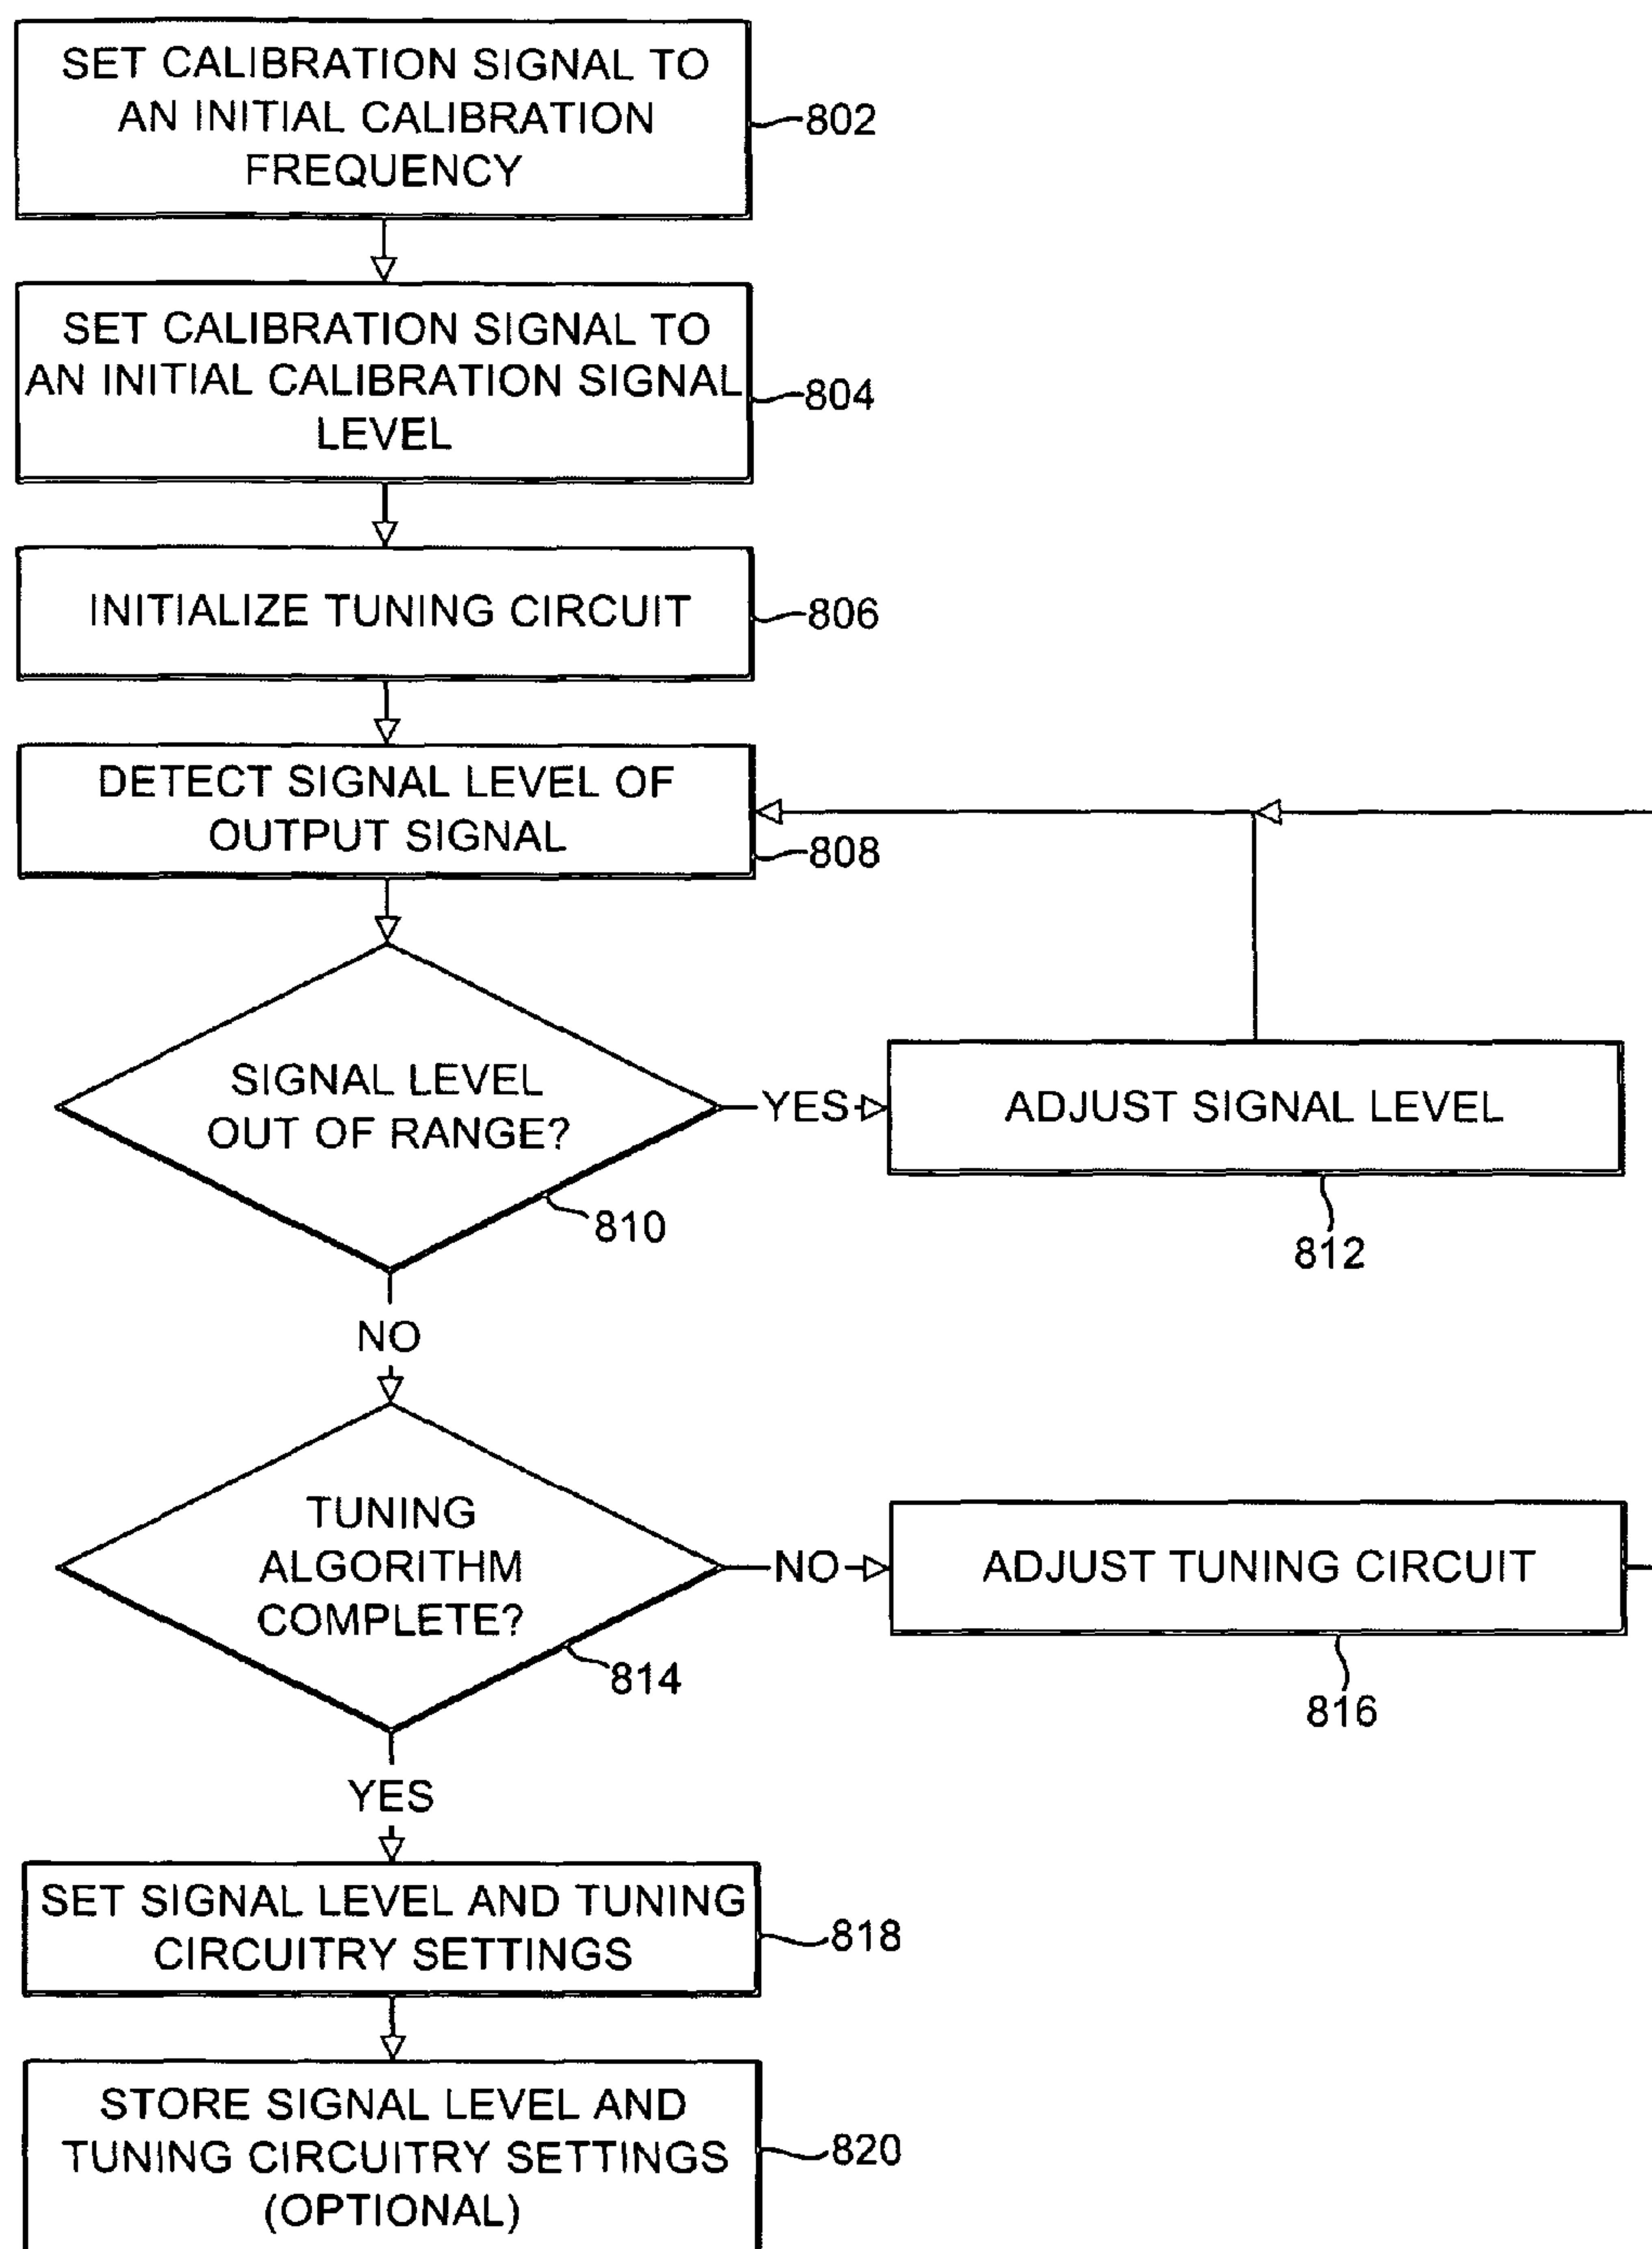 SET CALIBRATION SIGNAL TO
AN INITIAL CALIBRATION
FREQUENCY
802
SET CALIBRATION SIGNAL TO
AN INITIAL CALIBRATION SIGNAL
LEVEL
804
INITIALIZE TUNING CIRCUIT
806
DETECT SIGNAL LEVEL OF
OUTPUT SIGNAL
808
SIGNAL LEVEL
OUT OF RANGE?
810
YES
ADJUST SIGNAL LEVEL
812
NO
TUNING
ALGORITHM
COMPLETE?
814
NO
ADJUST TUNING CIRCUIT
816
YES
SET SIGNAL LEVEL AND TUNING
CIRCUITRY SETTINGS
818
STORE SIGNAL LEVEL AND
TUNING CIRCUITRY SETTINGS
(OPTIONAL)
820